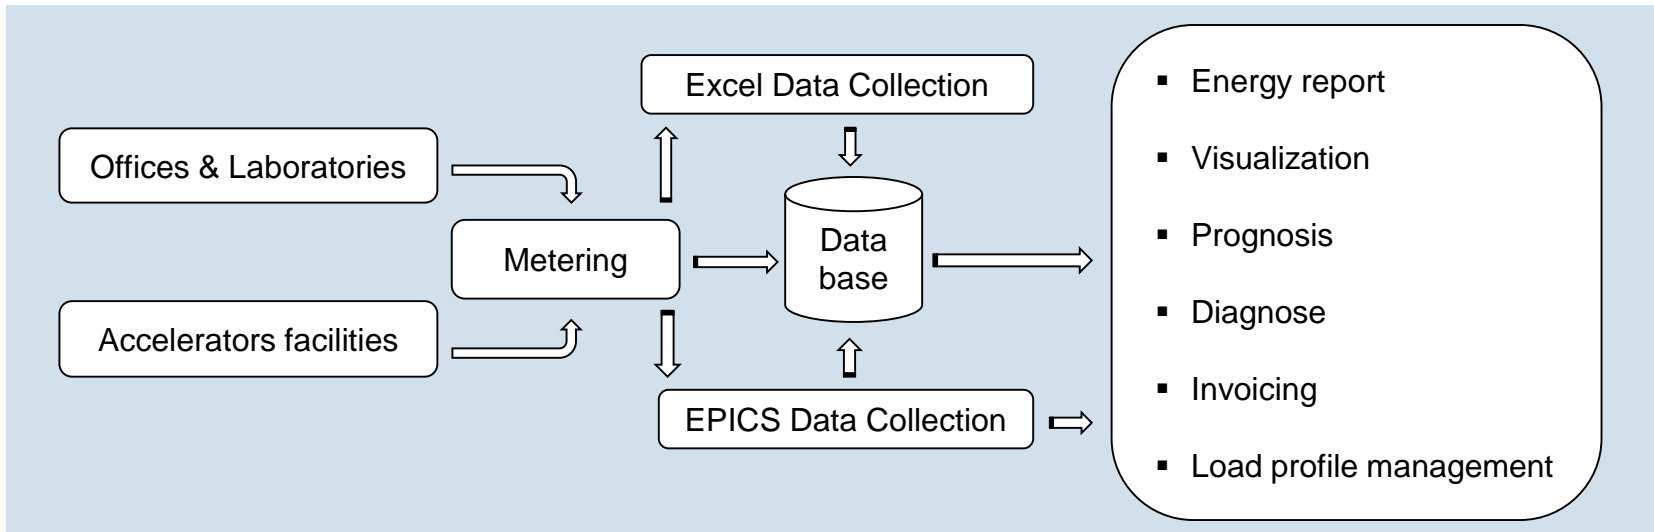 Excel Data Collection
Offices & Laboratories
Metering
Accelerators facilities
Data
base
EPICS Data Collection
▪ Energy report
▪ Visualization
▪ Prognosis
▪ Diagnose
▪ Invoicing
▪ Load profile management